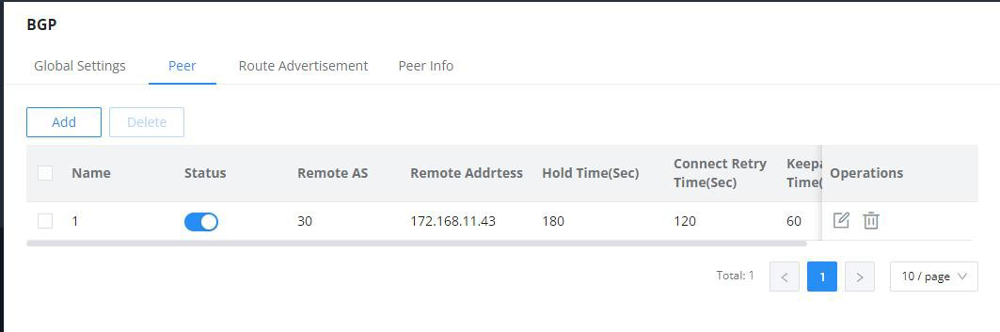 BGP
Global Settings Peer Route Advertisement Peer Info
Add Delete
Name Status Remote AS Remote Addrtess Hold Time(Sec) Connect Retry Time(Sec) Keepa Time( Operations
1 30 172.168.11.43 180 120 60
Total: 1 < 1 > 10 / page